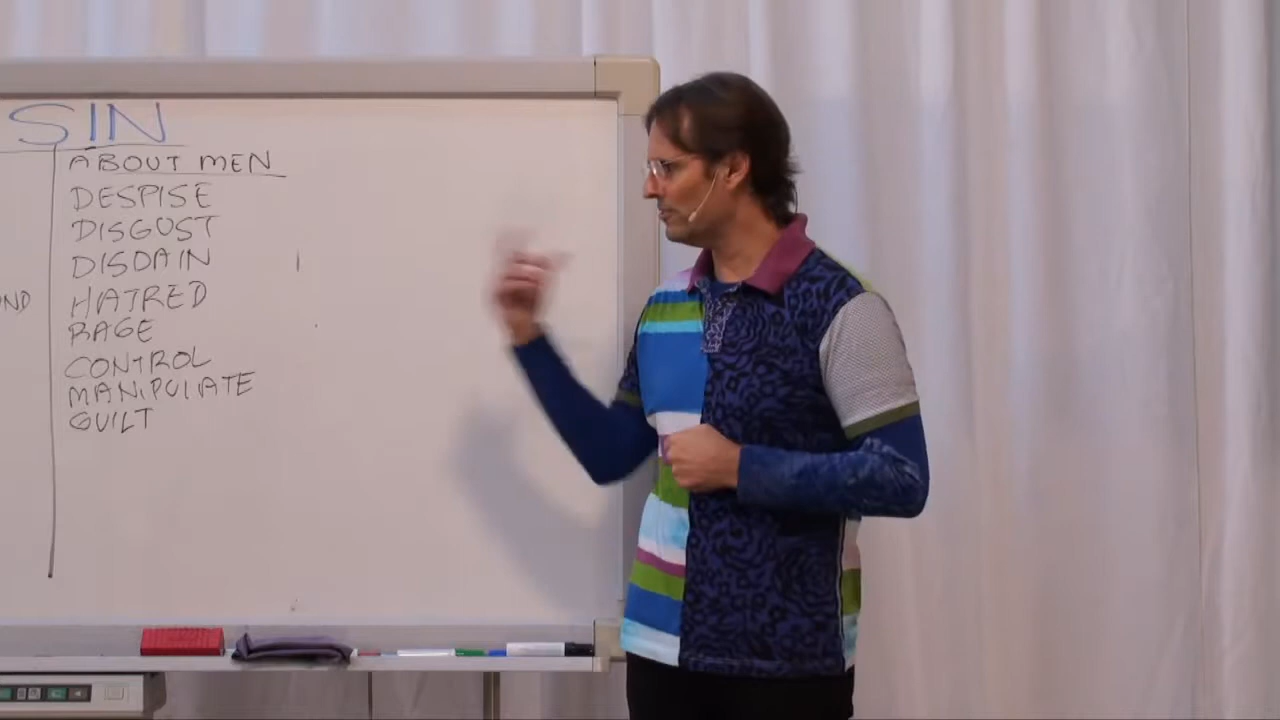 SIN
ABOUT MEN
DESPISE
DISGUST
DISDAIN
HATRED
RAGE
CONTROL
MANIPULATE
GUILT